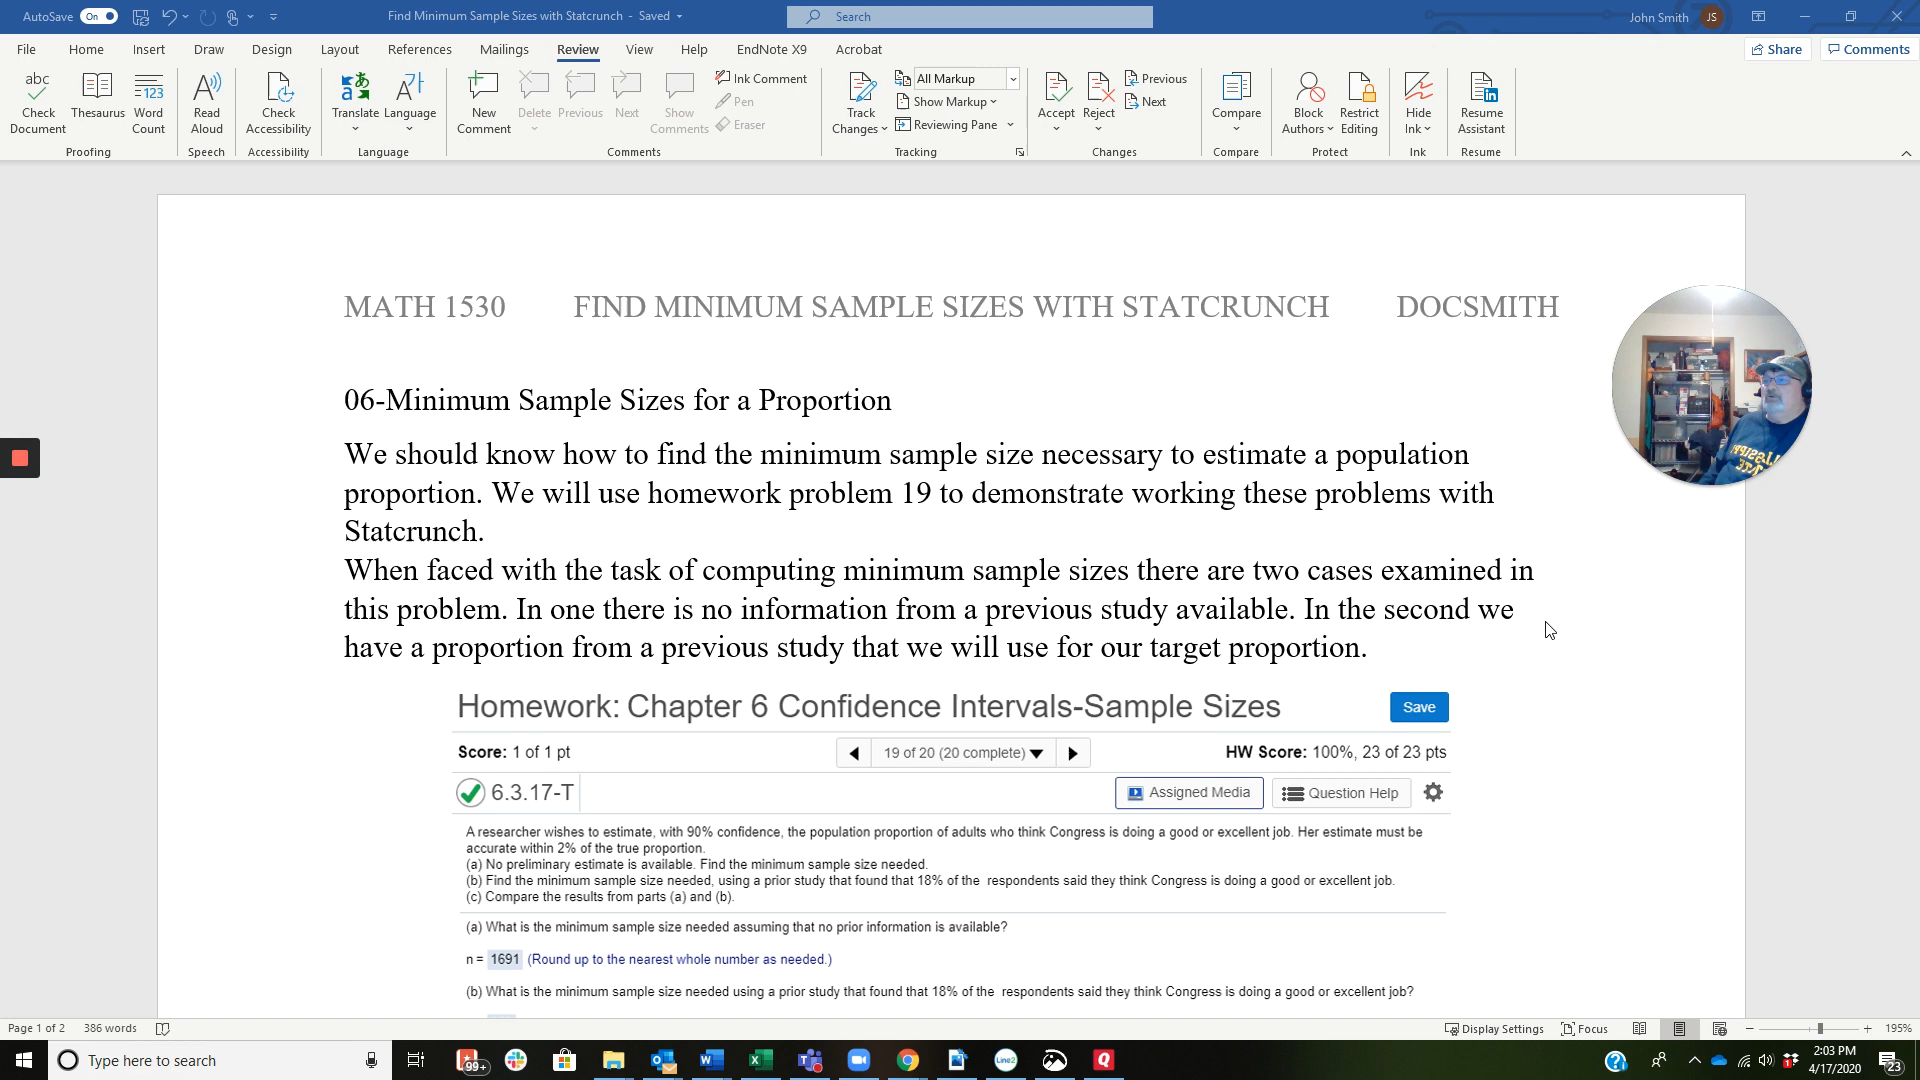 AutoSave On Find Minimum Sample Sizes with Statcrunch - Saved Search John Smith JS
File Home Insert Draw Design Layout References Mailings Review View Help EndNote X9 Acrobat Share Comments
abc
Check Document
Thesaurus
123
Word Count
Proofing
Read Aloud
Speech
Check Accessibility
Accessibility
Translate
Language
Language
New Comment
Delete
Previous
Next
Show Comments
Ink Comment
Pen
Eraser
Comments
Track Changes
All Markup
Show Markup
Reviewing Pane
Tracking
Accept
Reject
Previous
Next
Changes
Compare
Compare
Block Authors
Restrict Editing
Protect
Hide Ink
Ink
Resume Assistant
Resume
MATH 1530 FIND MINIMUM SAMPLE SIZES WITH STATCRUNCH DOCSMITH
06-Minimum Sample Sizes for a Proportion
We should know how to find the minimum sample size necessary to estimate a population
proportion. We will use homework problem 19 to demonstrate working these problems with
Statcrunch.
When faced with the task of computing minimum sample sizes there are two cases examined in
this problem. In one there is no information from a previous study available. In the second we
have a proportion from a previous study that we will use for our target proportion.
Homework: Chapter 6 Confidence Intervals-Sample Sizes Save
Score: 1 of 1 pt 19 of 20 (20 complete) HW Score: 100%, 23 of 23 pts
6.3.17-T Assigned Media Question Help
A researcher wishes to estimate, with 90% confidence, the population proportion of adults who think Congress is doing a good or excellent job. Her estimate must be
accurate within 2% of the true proportion.
(a) No preliminary estimate is available. Find the minimum sample size needed.
(b) Find the minimum sample size needed, using a prior study that found that 18% of the respondents said they think Congress is doing a good or excellent job.
(c) Compare the results from parts (a) and (b).
(a) What is the minimum sample size needed assuming that no prior information is available?
n = 1691 (Round up to the nearest whole number as needed.)
(b) What is the minimum sample size needed using a prior study that found that 18% of the respondents said they think Congress is doing a good or excellent job?
Page 1 of 2 386 words Display Settings Focus 195%
Type here to search 99+ Line2 2:03 PM
4/17/2020 23